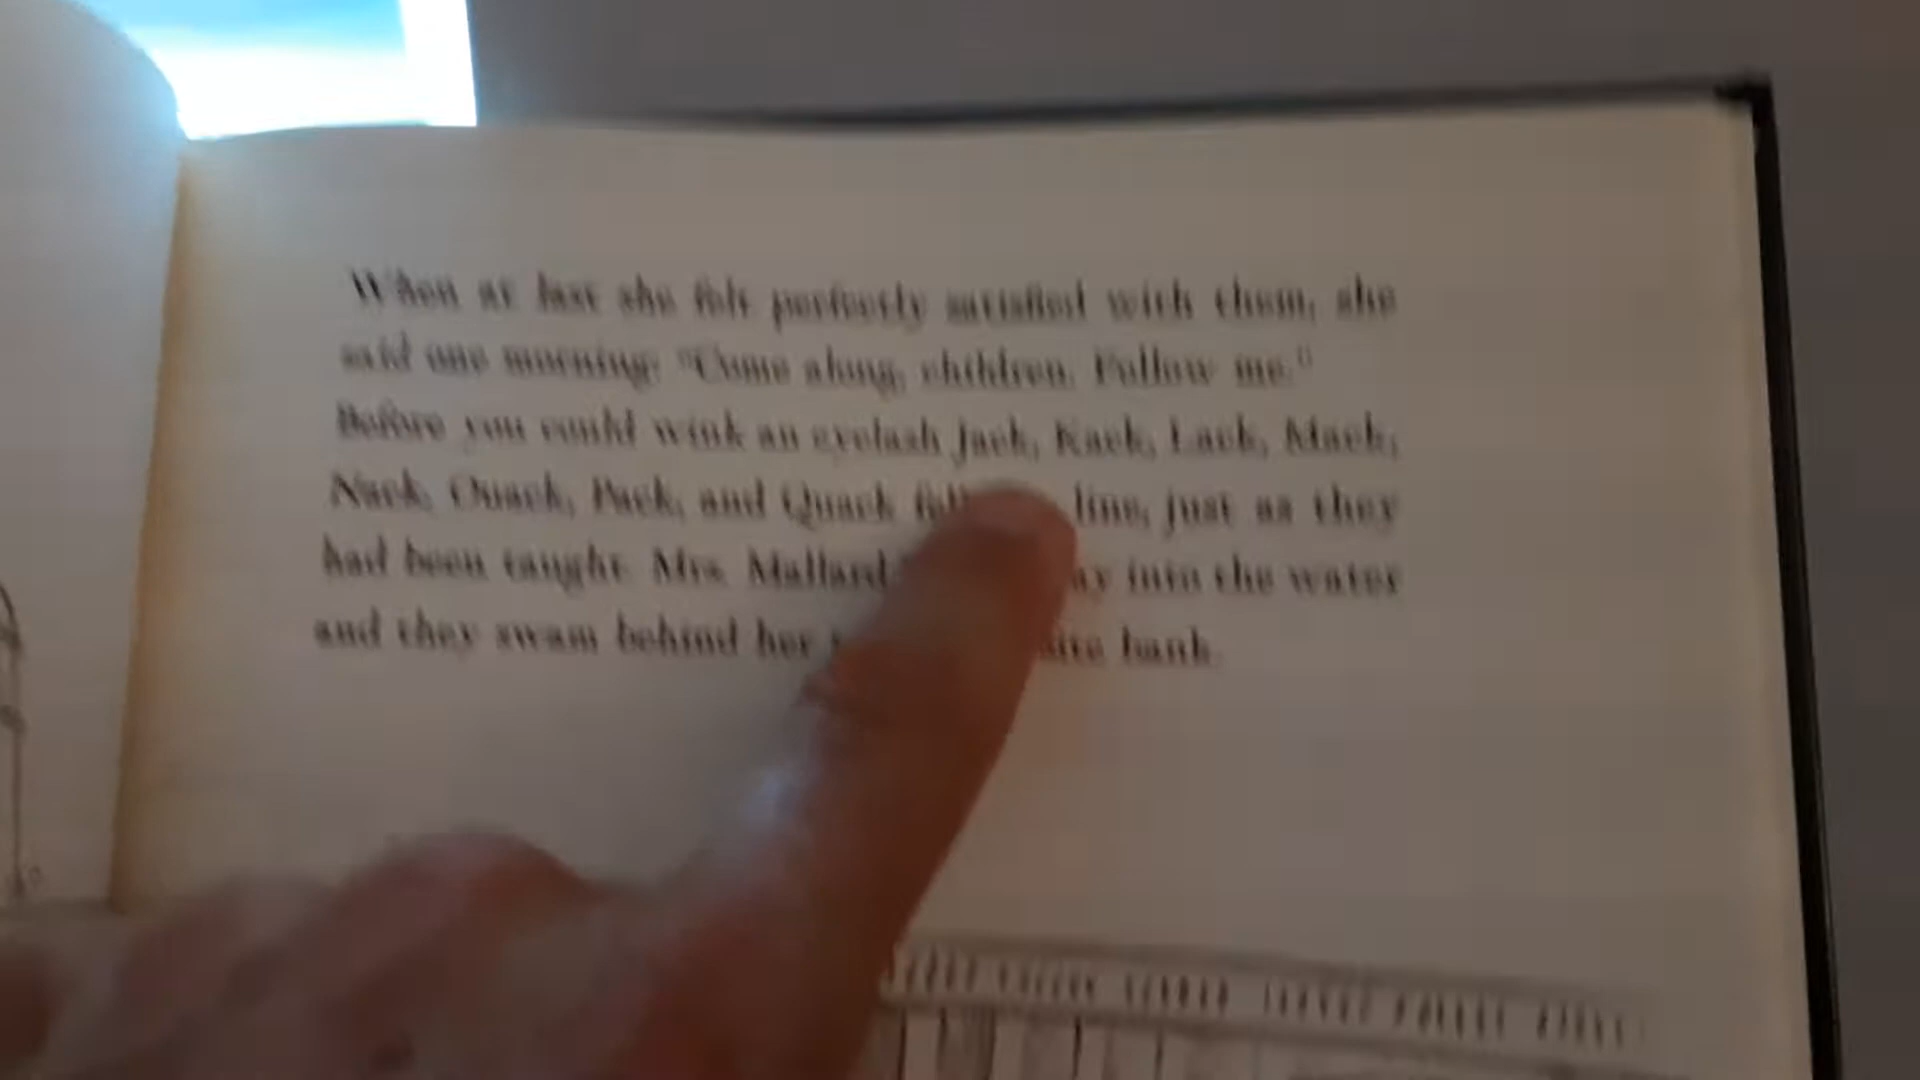 When at last she felt perfectly satisfied with them, she
said one morning: "Come along, children. Follow me."
Before you could wink an eyelash Jack, Kack, Lack, Mack,
Nack, Ouack, Pack, and Quack line, just as they
had been taught. Mrs. Mallard into the water
and they swam behind her bank.